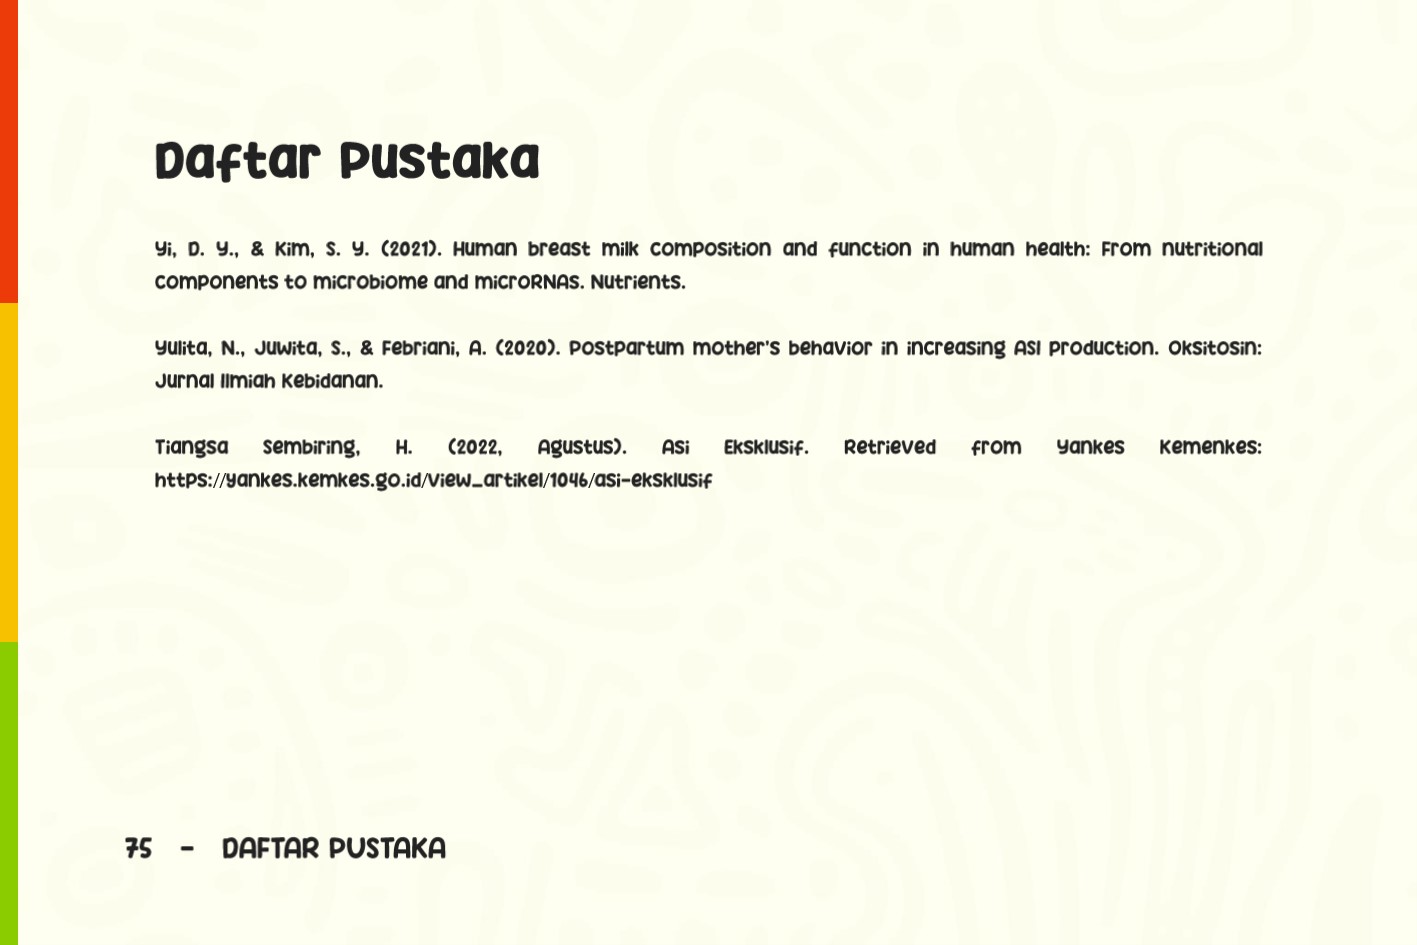 Daftar Pustaka
Yi, D. Y., & Kim, S. Y. (2021). Human breast milk composition and function in human health: From nutritional
components to microbiome and microRNAs. Nutrients.
Yulita, N., Juwita, S., & Febriani, A. (2020). Postpartum mother's behavior in increasing ASI production. Oksitosin:
Jurnal Ilmiah Kebidanan.
Tiangsa Sembiring, H. (2022, Agustus). Asi Eksklusif. Retrieved from Yankes Kemenkes:
https://yankes.kemkes.go.id/view_artikel/1046/asi-eksklusif
75 - DAFTAR PUSTAKA